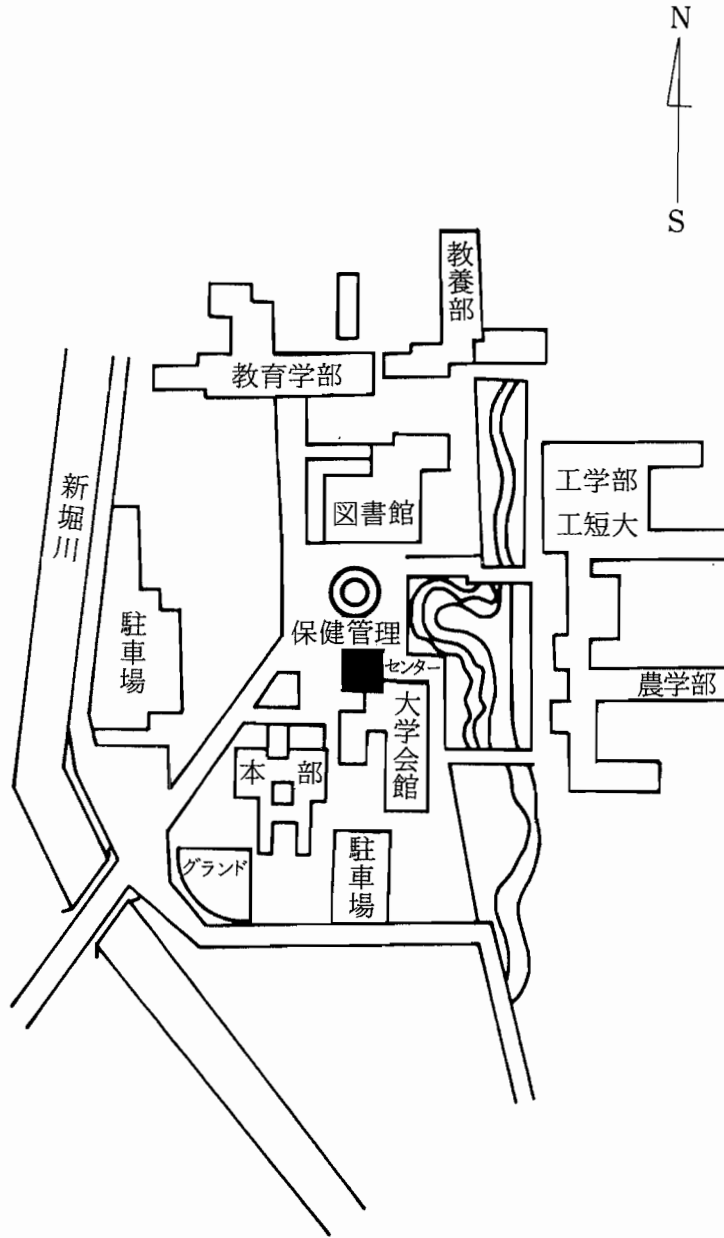 N
S
教養部
教育学部
新堀川
図書館
工学部
工短大
駐車場
保健管理
センター
農学部
大学会館
本部
グランド
駐車場